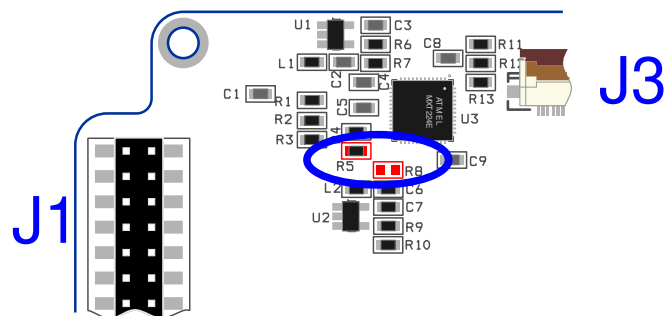 U1
C3
R6
R7
L1
C2
C4
C8
R11
R12
R13
J3
C1
R1
R2
R3
C5
ATMEL
MXT224E
U3
R5
R8
C9
L2
C6
C7
U2
R9
R10
J1